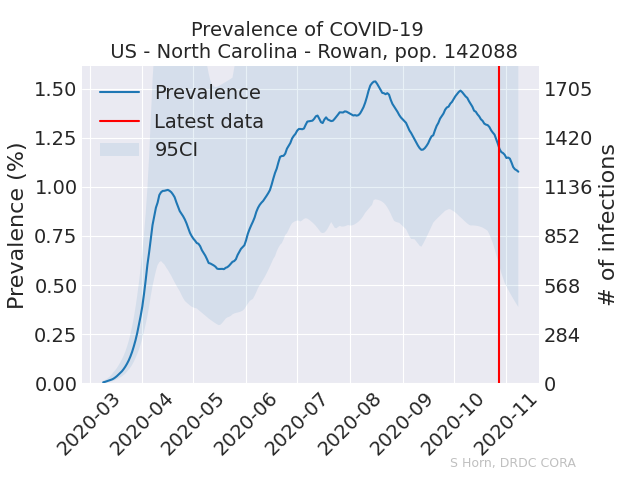 Prevalence of COVID-19
US - North Carolina - Rowan, pop. 142088
Prevalence (%)
1.50
1.25
1.00
0.75
0.50
0.25
0.00
Prevalence
Latest data
95CI
1705
1420
1136
852
568
284
0
# of infections
2020-03
2020-04
2020-05
2020-06
2020-07
2020-08
2020-09
2020-10
2020-11
S Horn, DRDC CORA